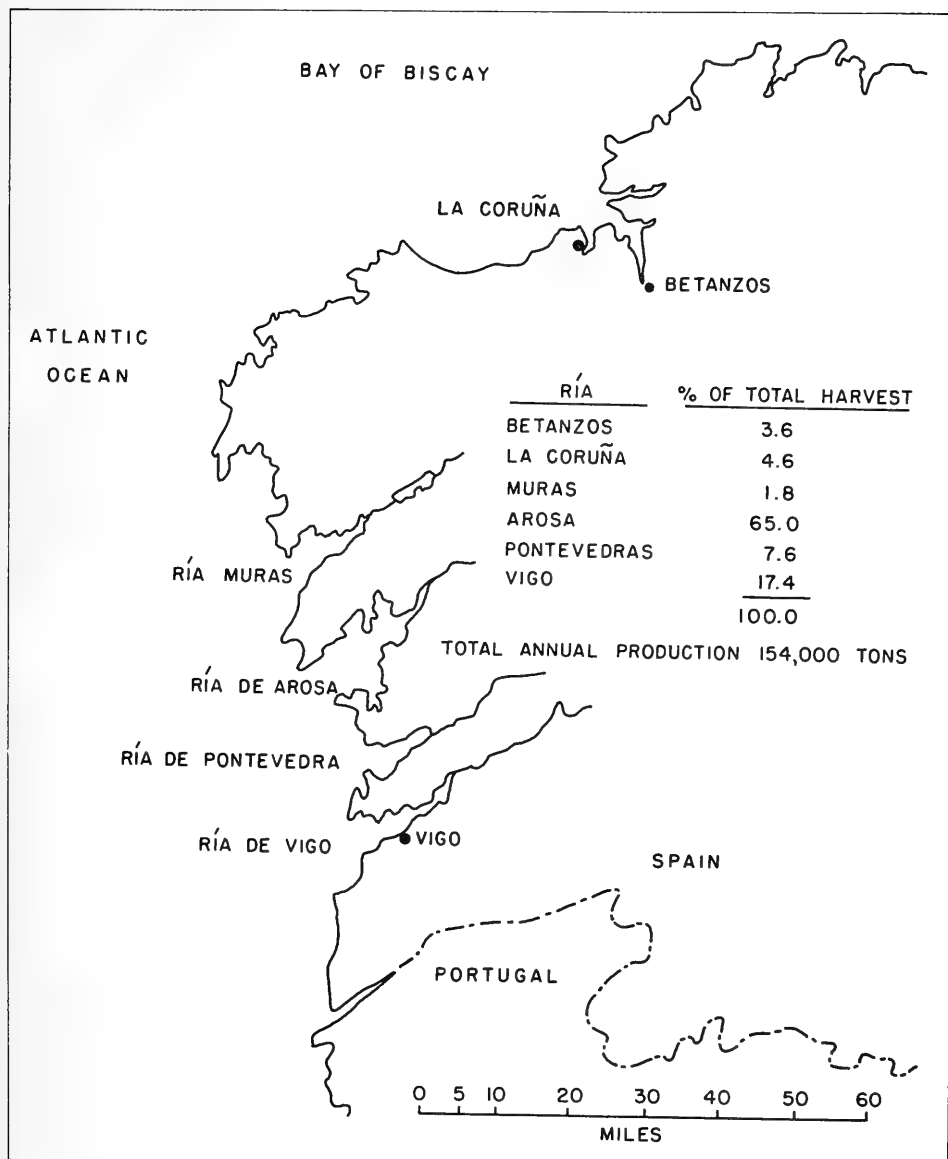 BAY OF BISCAY
LA CORUÑA
BETANZOS
ATLANTIC
OCEAN
RÍA % OF TOTAL HARVEST
BETANZOS 3.6
LA CORUÑA 4.6
MURAS 1.8
AROSA 65.0
PONTEVEDRAS 7.6
VIGO 17.4
100.0
TOTAL ANNUAL PRODUCTION 154,000 TONS
RÍA MURAS
RÍA DE AROSA
RÍA DE PONTEVEDRA
RÍA DE VIGO
VIGO
SPAIN
PORTUGAL
0 5 10 20 30 40 50 60
MILES